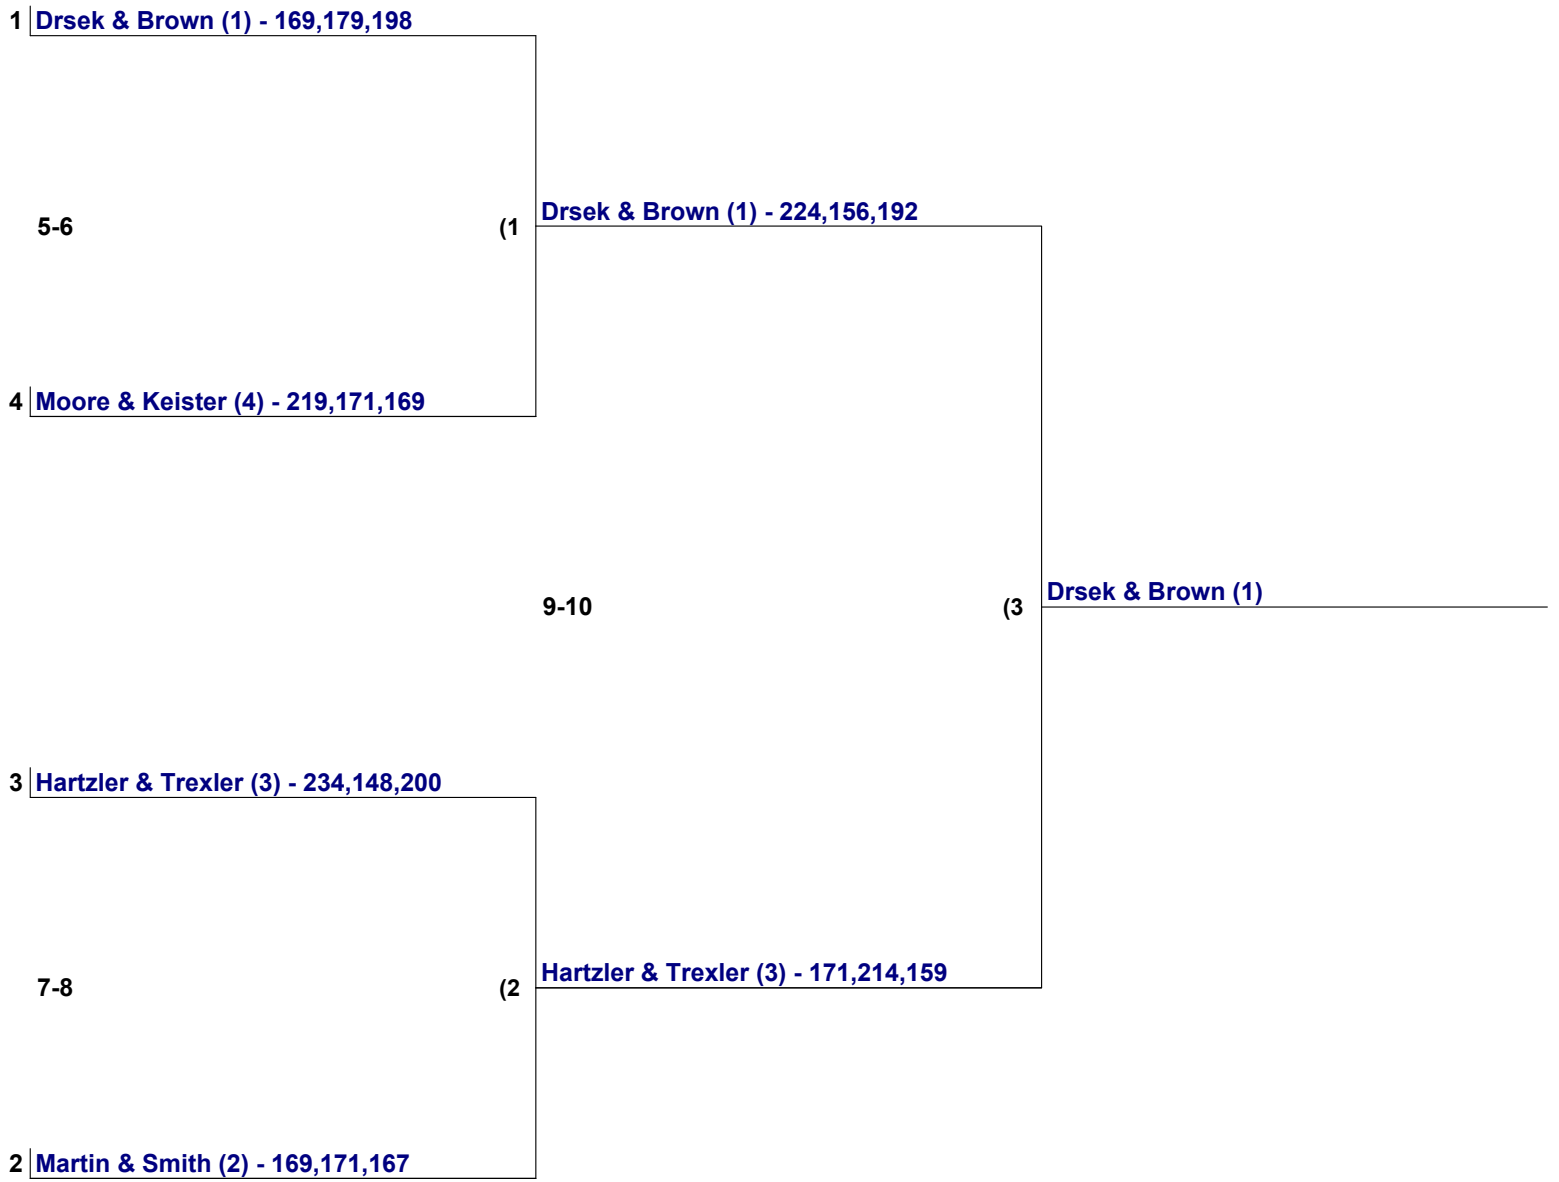 1 Drsek & Brown (1) - 169,179,198
Drsek & Brown (1) - 224,156,192
5-6 (1
4 Moore & Keister (4) - 219,171,169
Drsek & Brown (1)
9-10 (3
3 Hartzler & Trexler (3) - 234,148,200
Hartzler & Trexler (3) - 171,214,159
7-8 (2
2 Martin & Smith (2) - 169,171,167